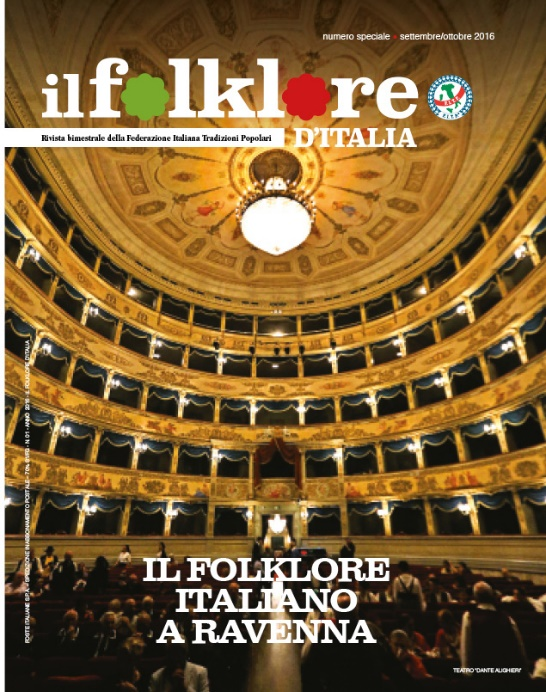 numero speciale • settembre/ottobre 2016
il folklore
D'ITALIA
Rivista bimestrale della Federazione Italiana Tradizioni Popolari
IL FOLKLORE
ITALIANO
A RAVENNA
TEATRO "DANTE ALIGHIERI"